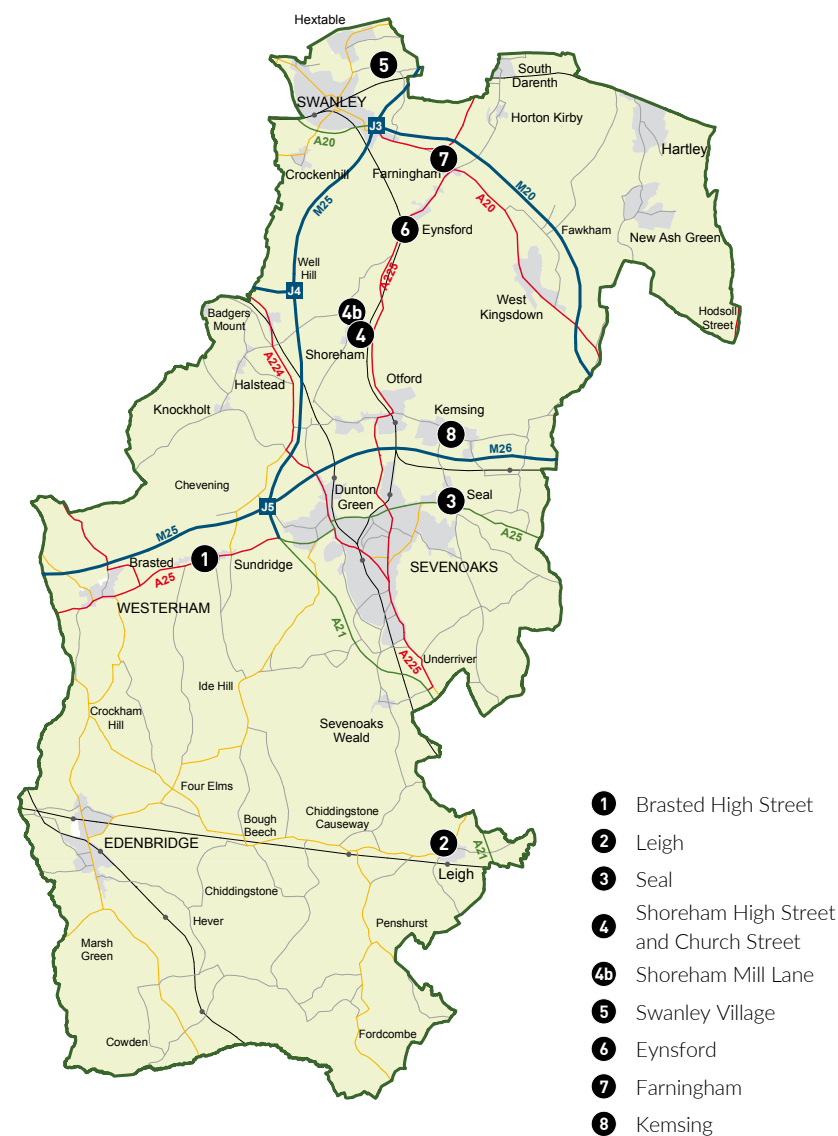 Hextable
5
South
Darenth
SWANLEY
Horton Kirby
J3
A20
Hartley
7
Crockenhill
Farningham
M20
M25
A20
6
Eynsford
Fawkham
New Ash Green
Well
Hill
A225
J4
West
Kingsdown
Badgers
Mount
4b
Hodsoll
Street
4
Shoreham
A224
Otford
Halstead
Knockholt
Kemsing
8
M26
Chevening
Dunton
Green
3
Seal
J5
M25
A25
1
Brasted
Sundridge
SEVENOAKS
A25
WESTERHAM
A21
A225
Underriver
Ide Hill
Crockham
Hill
Sevenoaks
Weald
Four Elms
Bough
Beech
Chiddingstone
Causeway
EDENBRIDGE
2
A21
Leigh
Chiddingstone
Hever
Penshurst
Marsh
Green
Cowden
Fordcombe
1 Brasted High Street
2 Leigh
3 Seal
4 Shoreham High Street
and Church Street
4b Shoreham Mill Lane
5 Swanley Village
6 Eynsford
7 Farningham
8 Kemsing